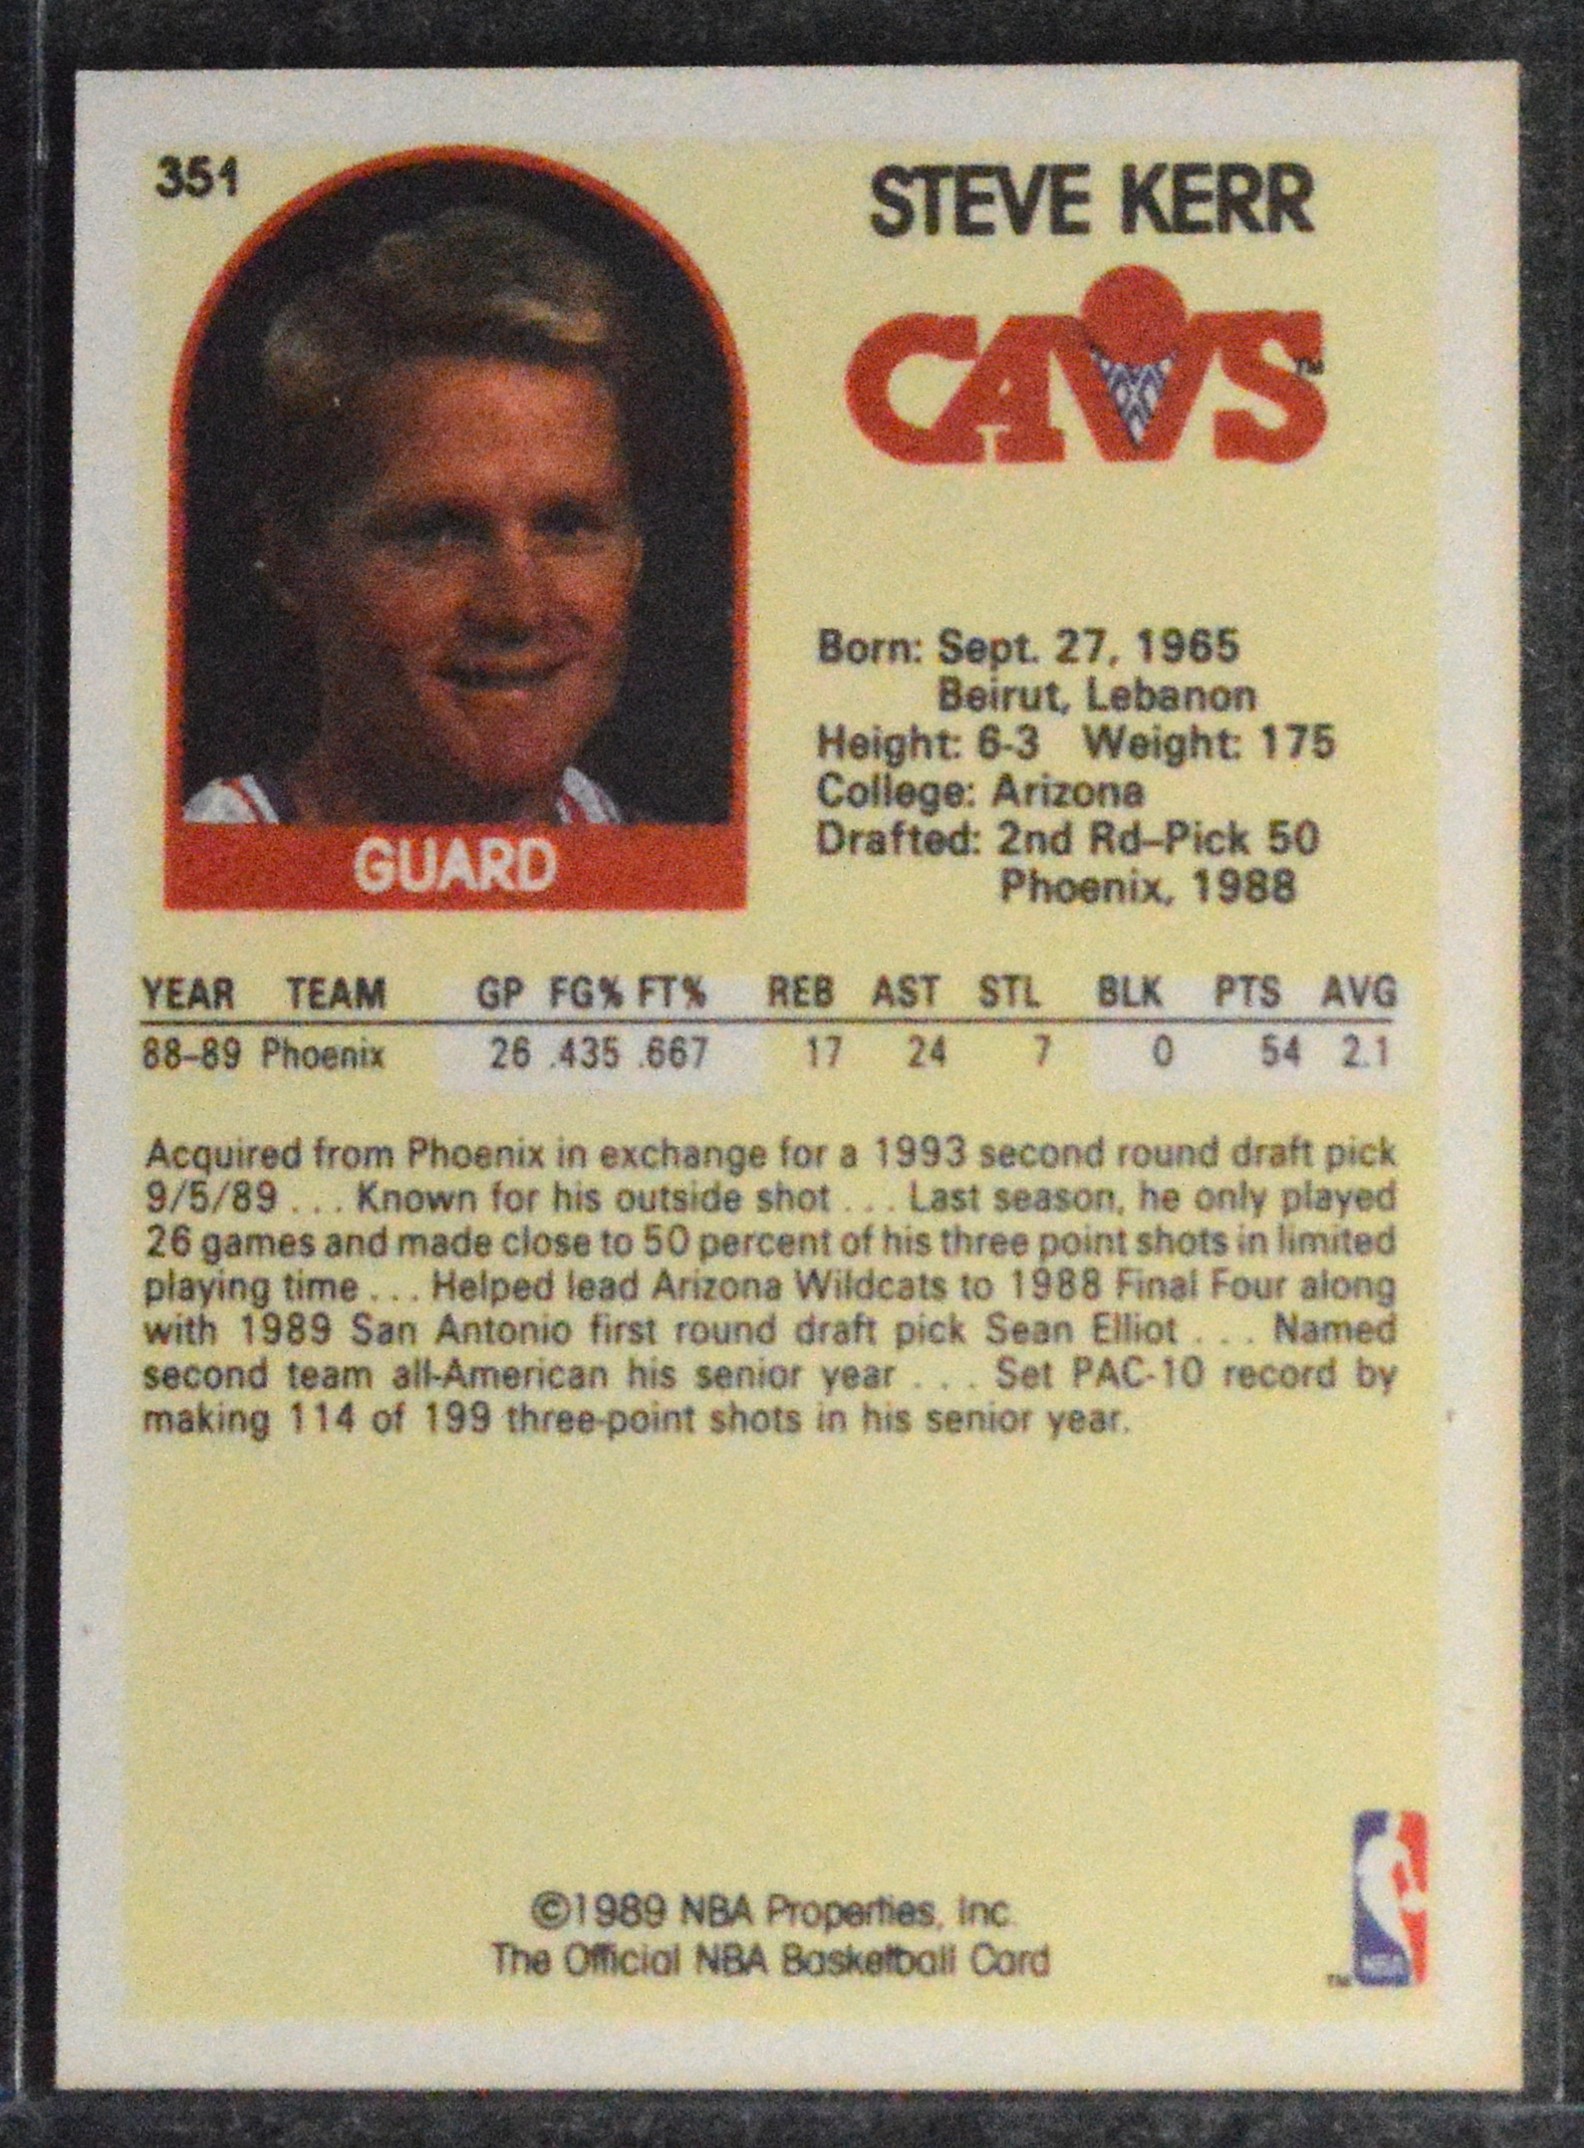 351
STEVE KERR
CAVS™
Born: Sept. 27, 1965
Beirut, Lebanon
Height: 6-3 Weight: 175
College: Arizona
Drafted: 2nd Rd–Pick 50
Phoenix, 1988
GUARD
YEAR TEAM GP FG% FT% REB AST STL BLK PTS AVG
88–89 Phoenix 26 .435 .667 17 24 7 0 54 2.1
Acquired from Phoenix in exchange for a 1993 second round draft pick
9/5/89 . . . Known for his outside shot . . . Last season, he only played
26 games and made close to 50 percent of his three point shots in limited
playing time . . . Helped lead Arizona Wildcats to 1988 Final Four along
with 1989 San Antonio first round draft pick Sean Elliot . . . Named
second team all-American his senior year . . . Set PAC-10 record by
making 114 of 199 three-point shots in his senior year.
©1989 NBA Properties, Inc.
The Official NBA Basketball Card
™ NBA